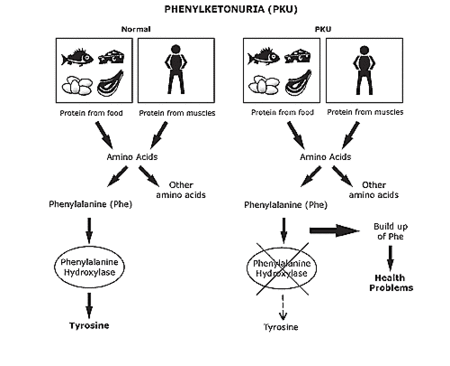 PHENYLKETONURIA (PKU)
Normal
Protein from food
Protein from muscles
Amino Acids
Phenylalanine (Phe)
Other
amino acids
Phenylalanine
Hydroxylase
Tyrosine
PKU
Protein from food
Protein from muscles
Amino Acids
Phenylalanine (Phe)
Other
amino acids
Build up
of Phe
Health
Problems
Phenylalanine
Hydroxylase
Tyrosine